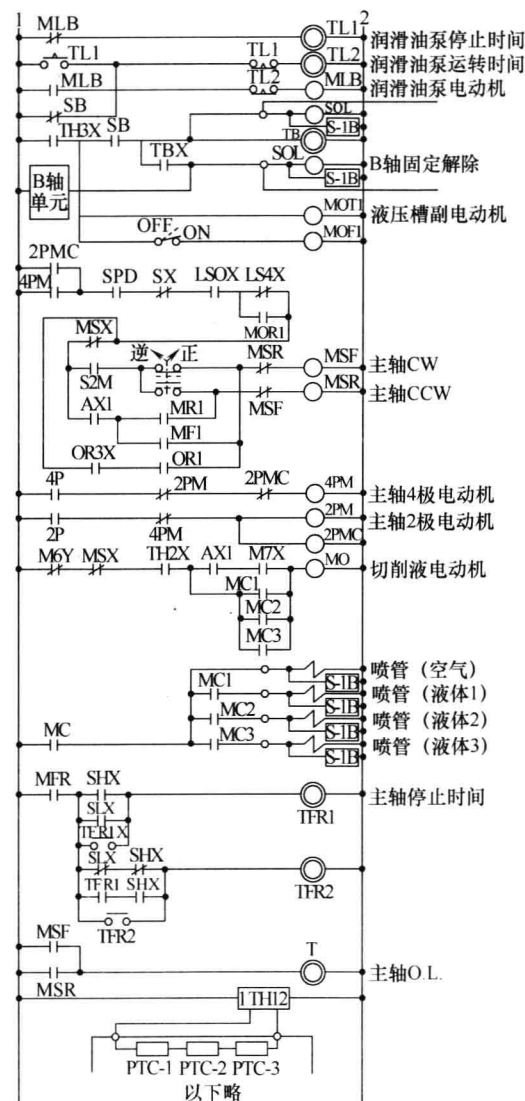 1 2
MLB TL1 润滑油泵停止时间
TL1 TL1 TL2 润滑油泵运转时间
MLB TL2 MLB 润滑油泵电动机
SB SOL
S-1B
TH3X SB TB
TBX SOL B轴固定解除
S-1B
B轴
单元
MOT1 液压槽副电动机
OFF ON MOF1
2PMC
4PM SPD SX LSOX LS4X
MOR1
MSX 逆 正 MSR MSF 主轴CW
S2M MSR 主轴CCW
MSF
AX1 MR1
MF1
OR3X OR1
4P 2PM 2PMC 4PM 主轴4极电动机
2P 4PM 2PM 主轴2极电动机
2PMC
M6Y MSX TH2X AX1 M7X MO 切削液电动机
MC1
MC2
MC3
喷管（空气）
S-1B
MC1 喷管（液体1）
S-1B
MC2 喷管（液体2）
S-1B
MC MC3 喷管（液体3）
S-1B
MFR SHX 主轴停止时间
SLX TFR1
TER1X
SLX SHX
TFR1 SHX TFR2
TFR2
MSF T
主轴O.L.
MSR 1 TH12
PTC-1 PTC-2 PTC-3
以下略